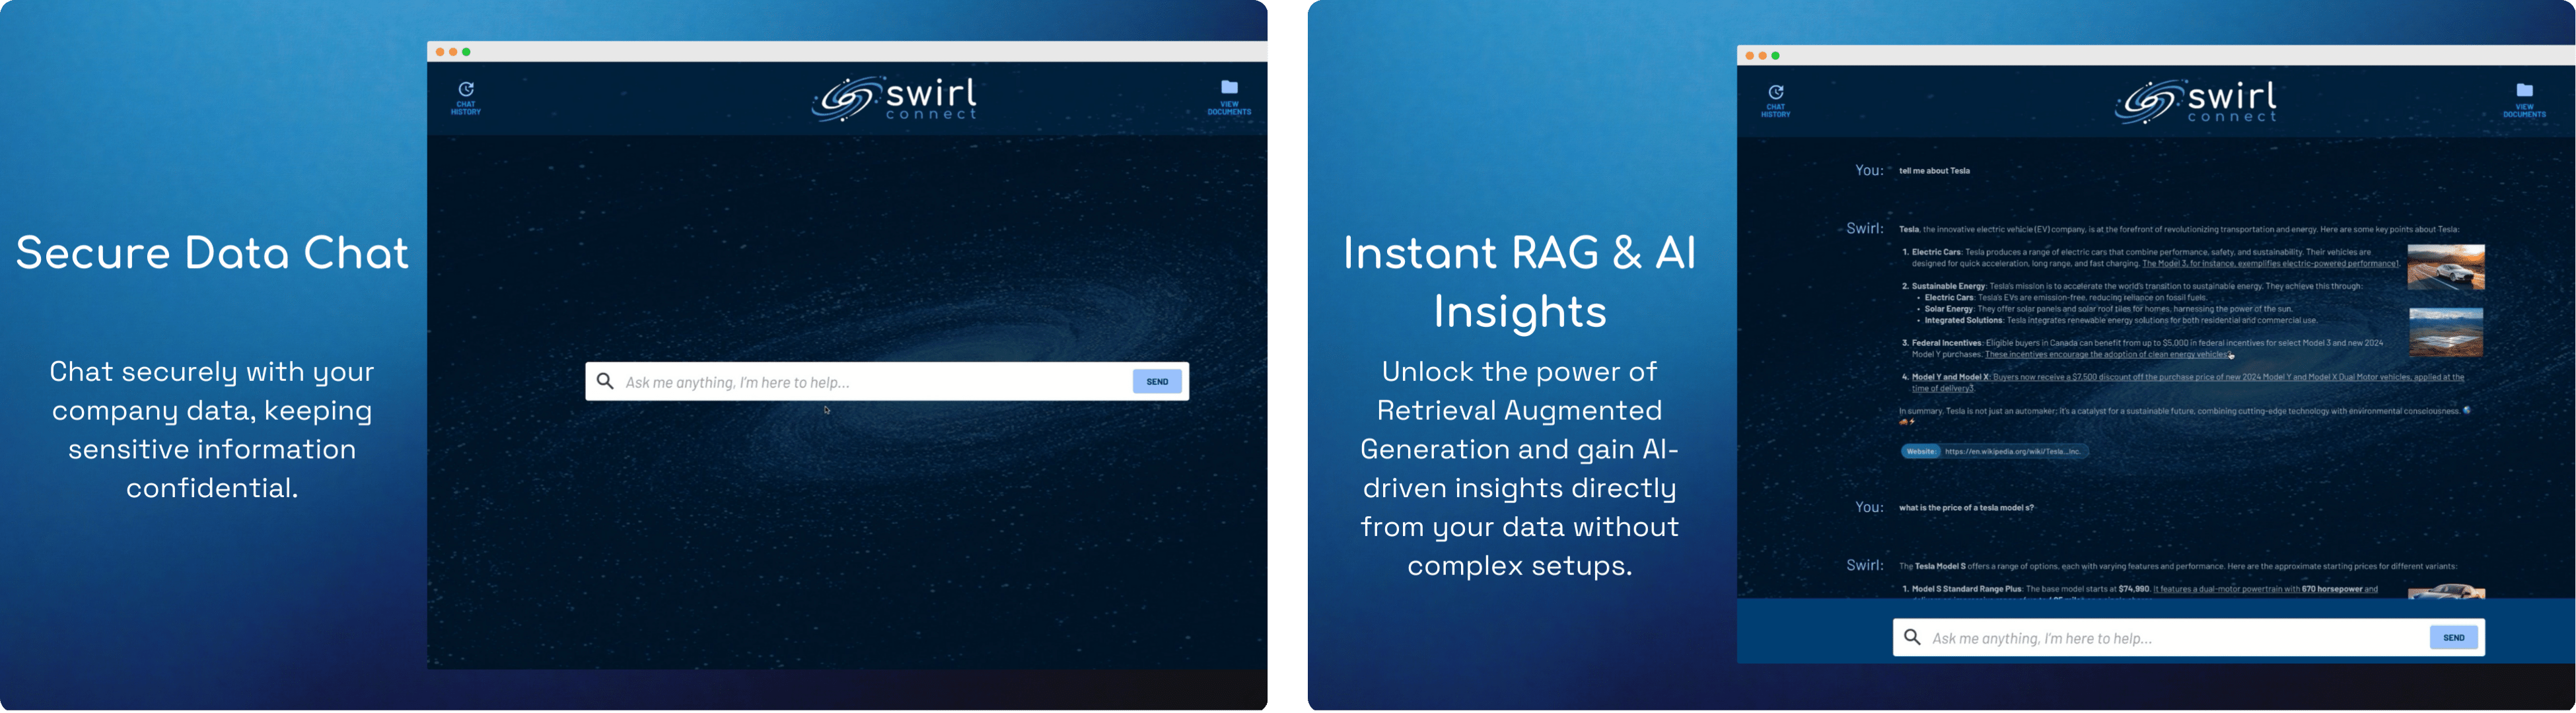 CHAT
HISTORY
swirl
connect
VIEW
DOCUMENTS
Secure Data Chat
Chat securely with your
company data, keeping
sensitive information
confidential.
Ask me anything, I'm here to help...
SEND
Instant RAG & AI
Insights
Unlock the power of
Retrieval Augmented
Generation and gain AI-
driven insights directly
from your data without
complex setups.
CHAT
HISTORY
swirl
connect
VIEW
DOCUMENTS
You: tell me about Tesla
Swirl: Tesla, the innovative electric vehicle (EV) company, is at the forefront of revolutionizing transportation and energy. Here are some key points about Tesla:
1. Electric Cars: Tesla produces a range of electric cars that combine performance, safety, and sustainability. Their vehicles are
designed for quick acceleration, long range, and fast charging. The Model 3, for instance, exemplifies electric-powered performance1.
2. Sustainable Energy: Tesla's mission is to accelerate the world's transition to sustainable energy. They achieve this through:
• Electric Cars: Tesla's EVs are emission-free, reducing reliance on fossil fuels.
• Solar Energy: They offer solar panels and solar roof tiles for homes, harnessing the power of the sun.
• Integrated Solutions: Tesla integrates renewable energy solutions for both residential and commercial use.
3. Federal Incentives: Eligible buyers in Canada can benefit from up to $5,000 in federal incentives for select Model 3 and new 2024
Model Y purchases. These incentives encourage the adoption of clean energy vehicles2.
4. Model Y and Model X: Buyers now receive a $7,500 discount off the purchase price of new 2024 Model Y and Model X Dual Motor vehicles, applied at the
time of delivery3.
In summary, Tesla is not just an automaker; it's a catalyst for a sustainable future, combining cutting-edge technology with environmental consciousness. 🌎
🚗⚡
Website: https://en.wikipedia.org/wiki/Tesla,_Inc.
You: what is the price of a tesla model s?
Swirl: The Tesla Model S offers a range of options, each with varying features and performance. Here are the approximate starting prices for different variants:
1. Model S Standard Range Plus: The base model starts at $74,990. It features a dual-motor powertrain with 670 horsepower and
Ask me anything, I'm here to help...
SEND